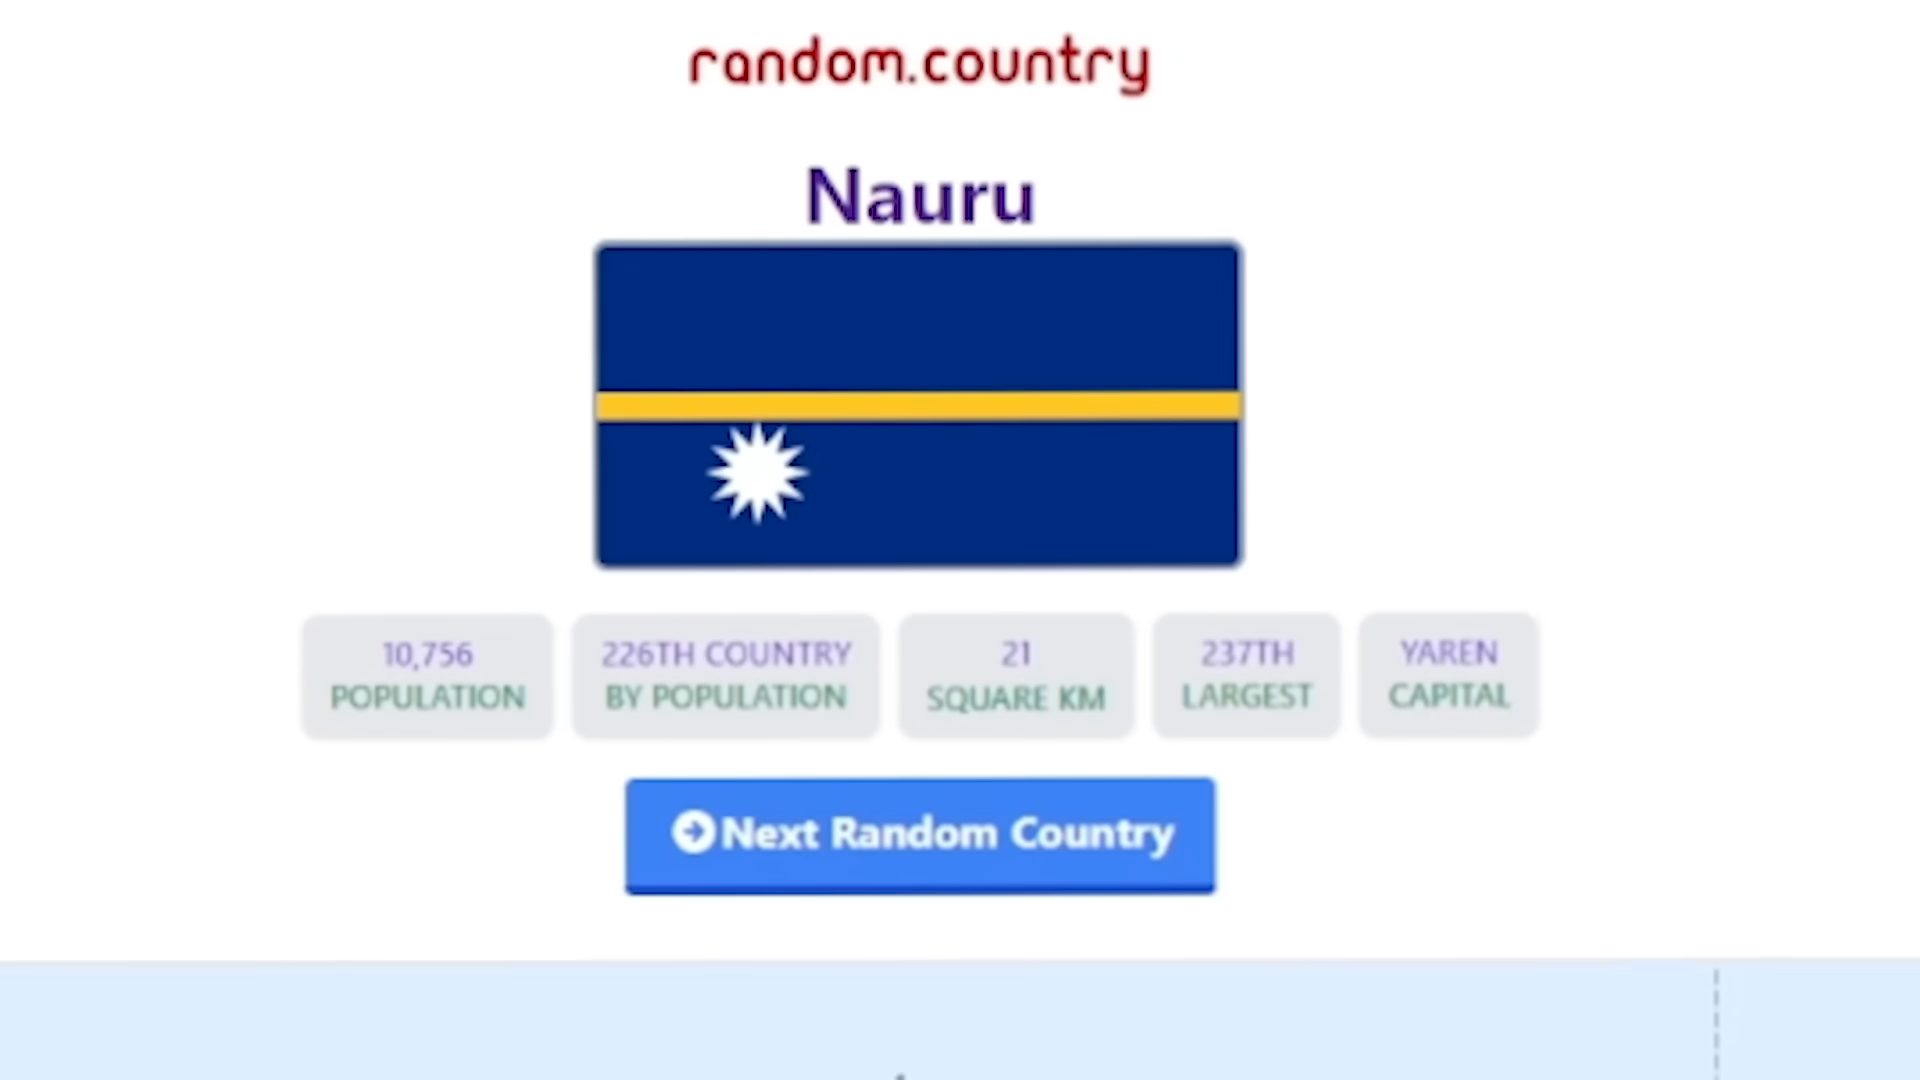 random.country
Nauru
10,756
POPULATION
226TH COUNTRY
BY POPULATION
21
SQUARE KM
237TH
LARGEST
YAREN
CAPITAL
Next Random Country